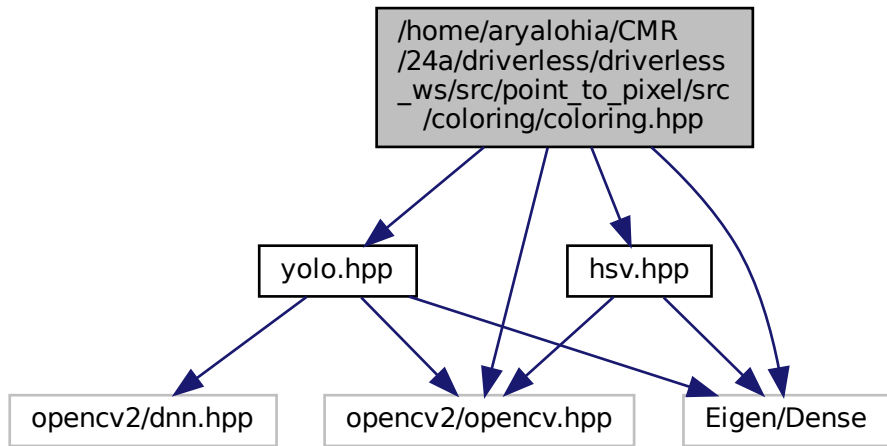 /home/aryalohia/CMR
/24a/driverless/driverless
_ws/src/point_to_pixel/src
/coloring/coloring.hpp
yolo.hpp
hsv.hpp
opencv2/dnn.hpp
opencv2/opencv.hpp
Eigen/Dense